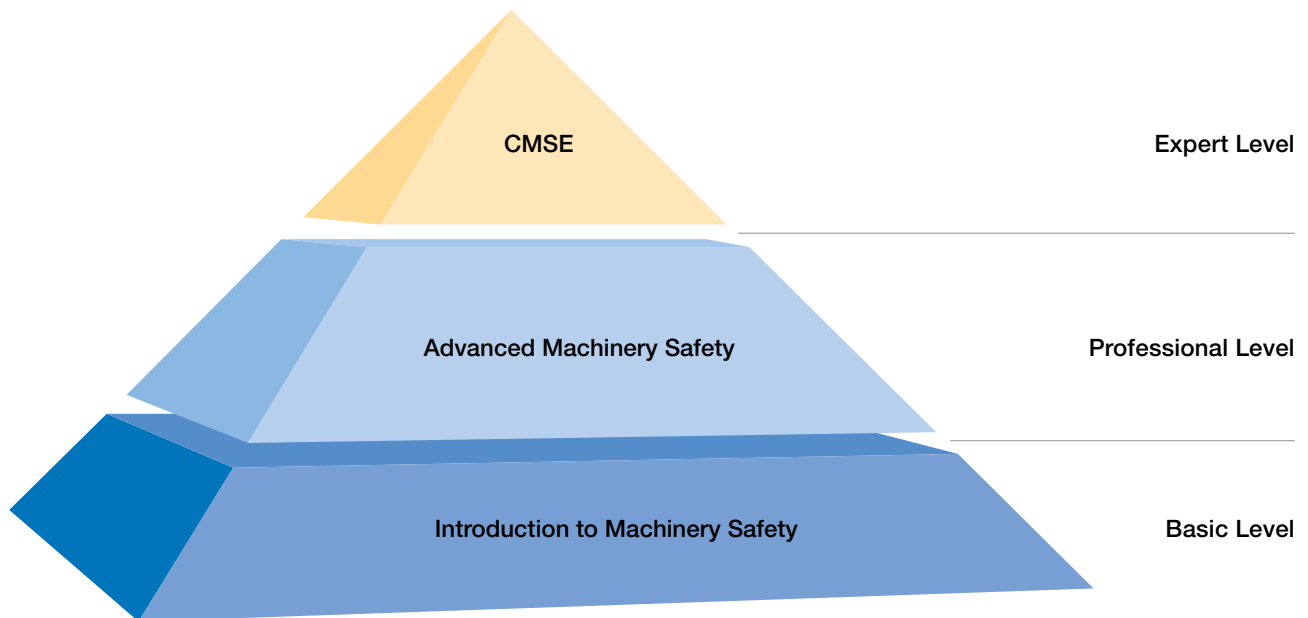 CMSE
Expert Level
Advanced Machinery Safety
Professional Level
Introduction to Machinery Safety
Basic Level